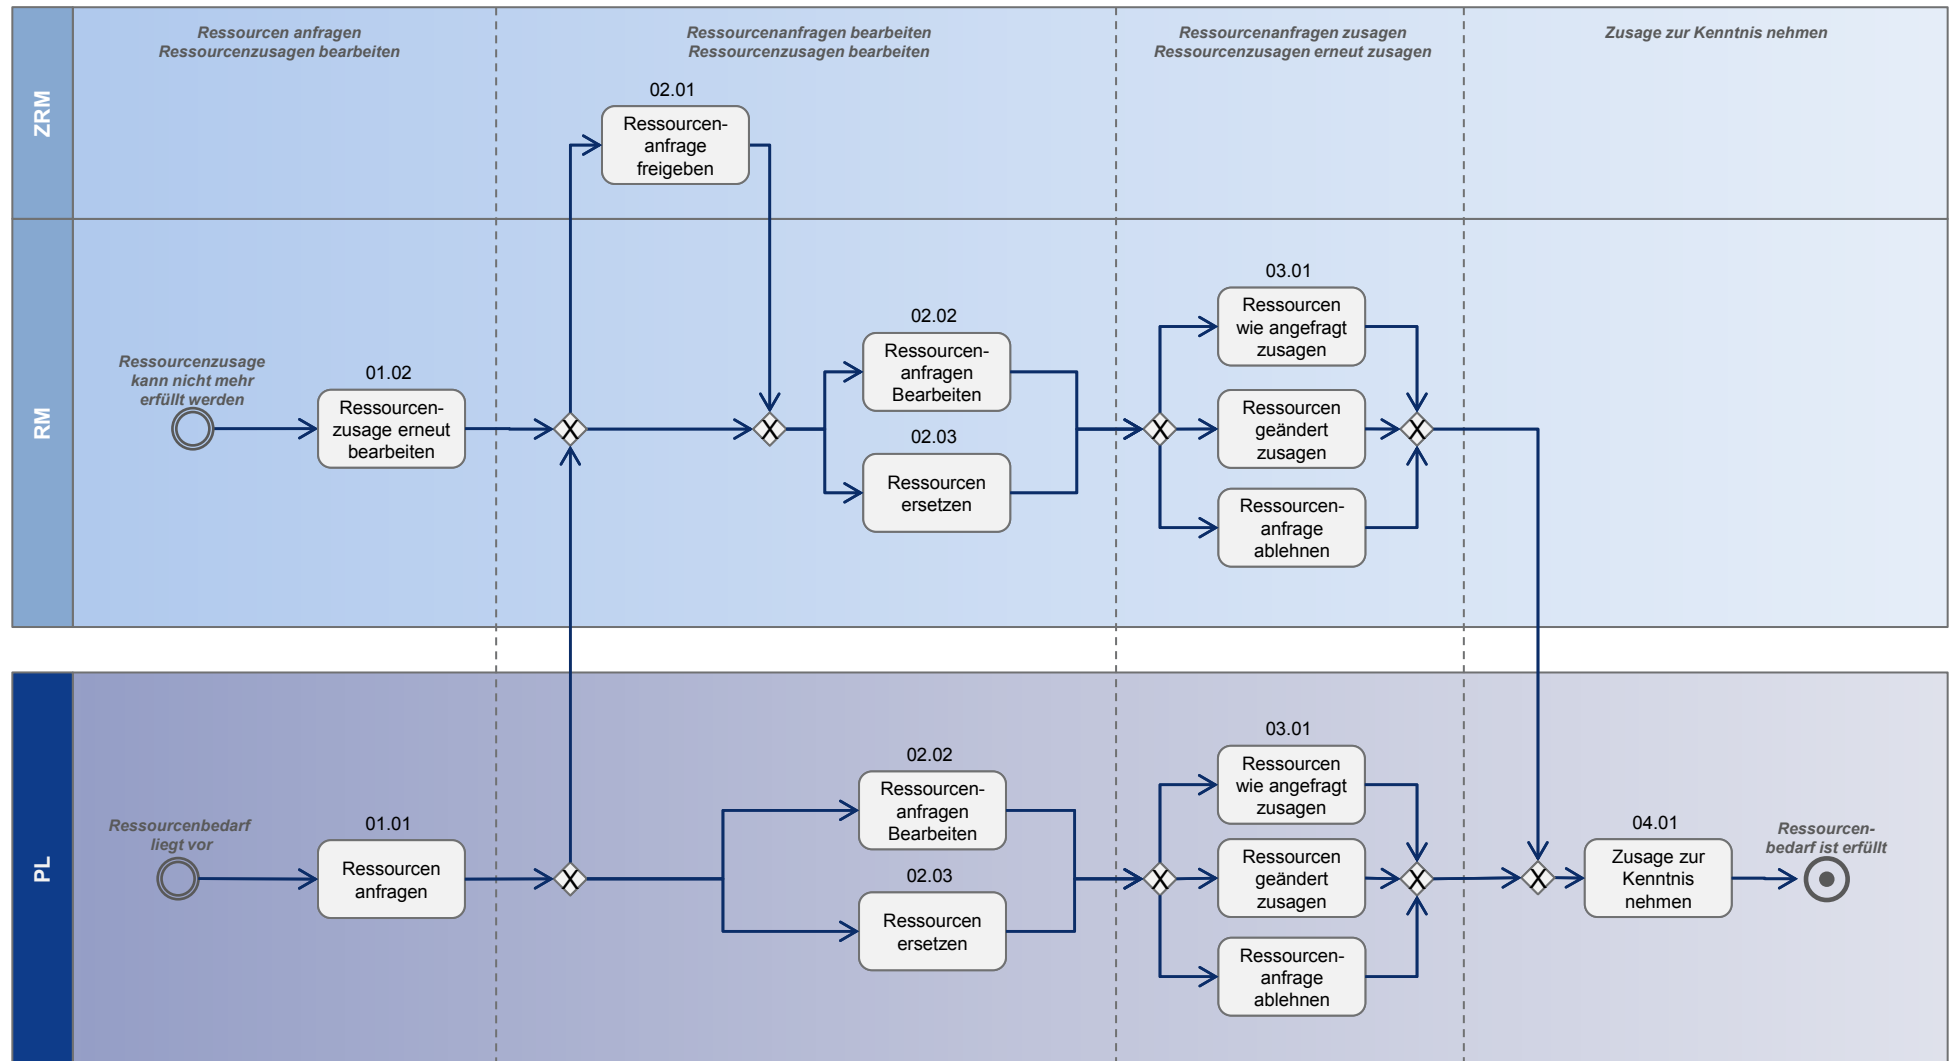 Ressourcen anfragen
Ressourcenzusagen bearbeiten
Ressourcenanfragen bearbeiten
Ressourcenzusagen bearbeiten
Ressourcenanfragen zusagen
Ressourcenzusagen erneut zusagen
Zusage zur Kenntnis nehmen
ZRM
02.01
Ressourcen-
anfrage
freigeben
RM
Ressourcenzusage
kann nicht mehr
erfüllt werden
01.02
Ressourcen-
zusage erneut
bearbeiten
X
X
02.02
Ressourcen-
anfragen
Bearbeiten
02.03
Ressourcen
ersetzen
X
03.01
Ressourcen
wie angefragt
zusagen
Ressourcen
geändert
zusagen
Ressourcen-
anfrage
ablehnen
X
PL
Ressourcenbedarf
liegt vor
01.01
Ressourcen
anfragen
X
02.02
Ressourcen-
anfragen
Bearbeiten
02.03
Ressourcen
ersetzen
X
03.01
Ressourcen
wie angefragt
zusagen
Ressourcen
geändert
zusagen
Ressourcen-
anfrage
ablehnen
X
X
04.01
Zusage zur
Kenntnis
nehmen
Ressourcen-
bedarf ist erfüllt